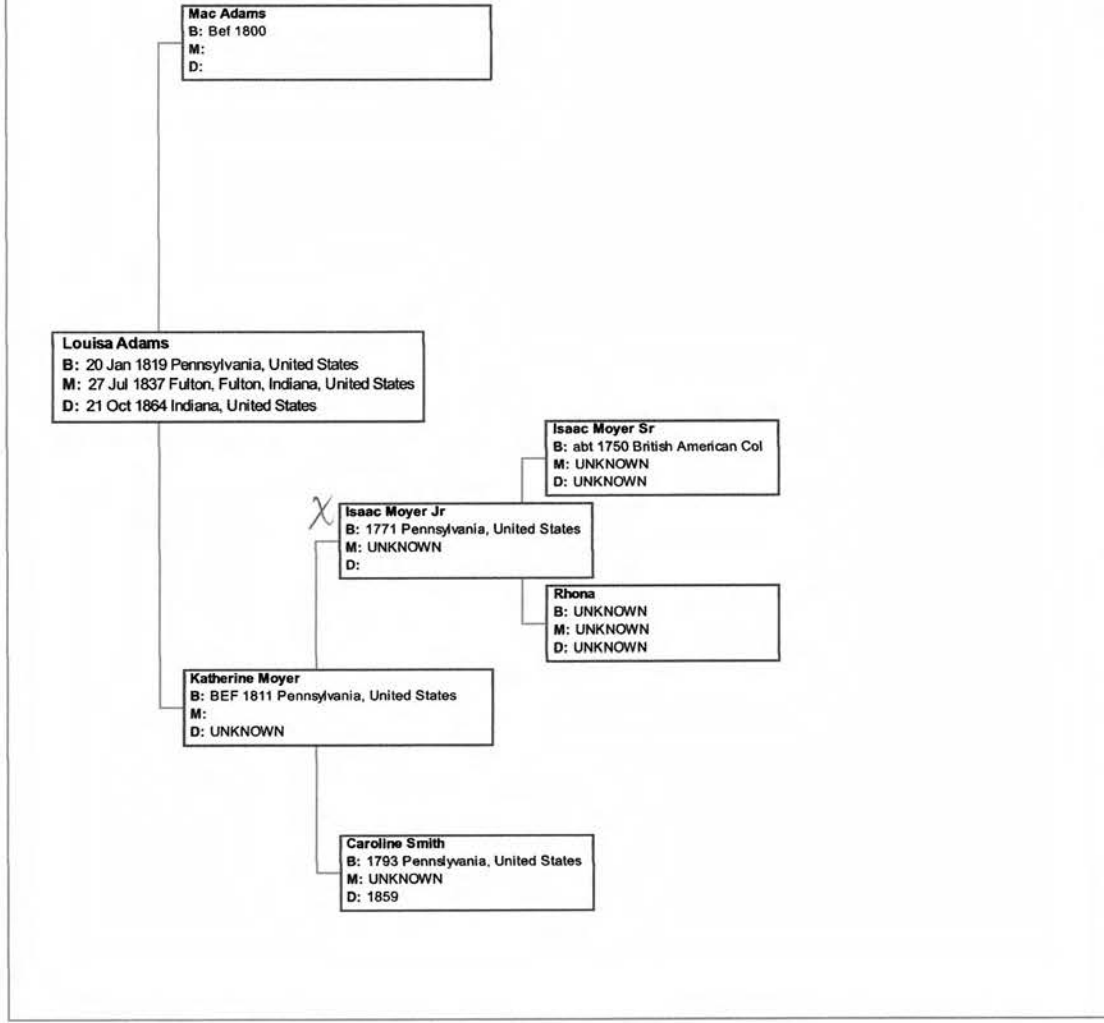 Mac Adams
B: Bef 1800
M:
D:
Louisa Adams
B: 20 Jan 1819 Pennsylvania, United States
M: 27 Jul 1837 Fulton, Fulton, Indiana, United States
D: 21 Oct 1864 Indiana, United States
Isaac Moyer Sr
B: abt 1750 British American Col
M: UNKNOWN
D: UNKNOWN
X
Isaac Moyer Jr
B: 1771 Pennsylvania, United States
M: UNKNOWN
D:
Rhona
B: UNKNOWN
M: UNKNOWN
D: UNKNOWN
Katherine Moyer
B: BEF 1811 Pennsylvania, United States
M:
D: UNKNOWN
Caroline Smith
B: 1793 Pennslyvania, United States
M: UNKNOWN
D: 1859